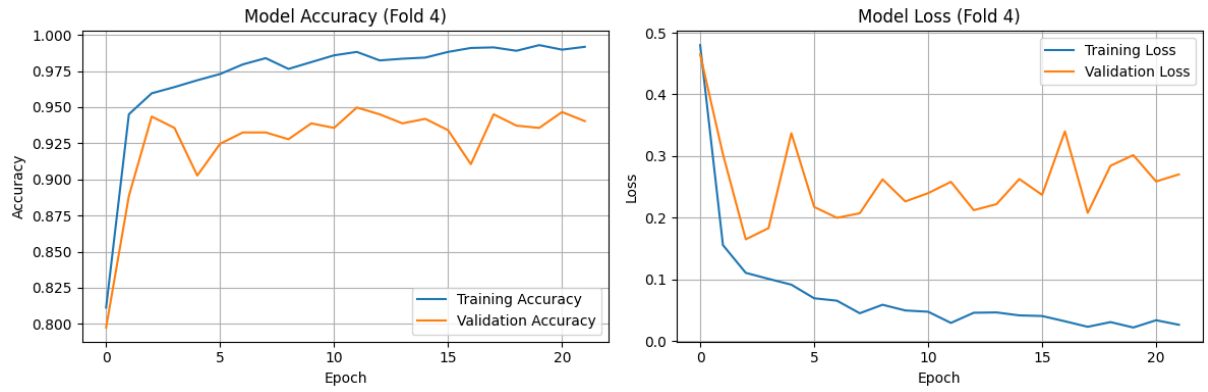 Model Accuracy (Fold 4)
1.000
0.975
0.950
0.925
0.900
0.875
0.850
0.825
0.800
Accuracy
Training Accuracy
Validation Accuracy
0 5 10 15 20
Epoch
Model Loss (Fold 4)
0.5
0.4
0.3
0.2
0.1
0.0
Loss
Training Loss
Validation Loss
0 5 10 15 20
Epoch